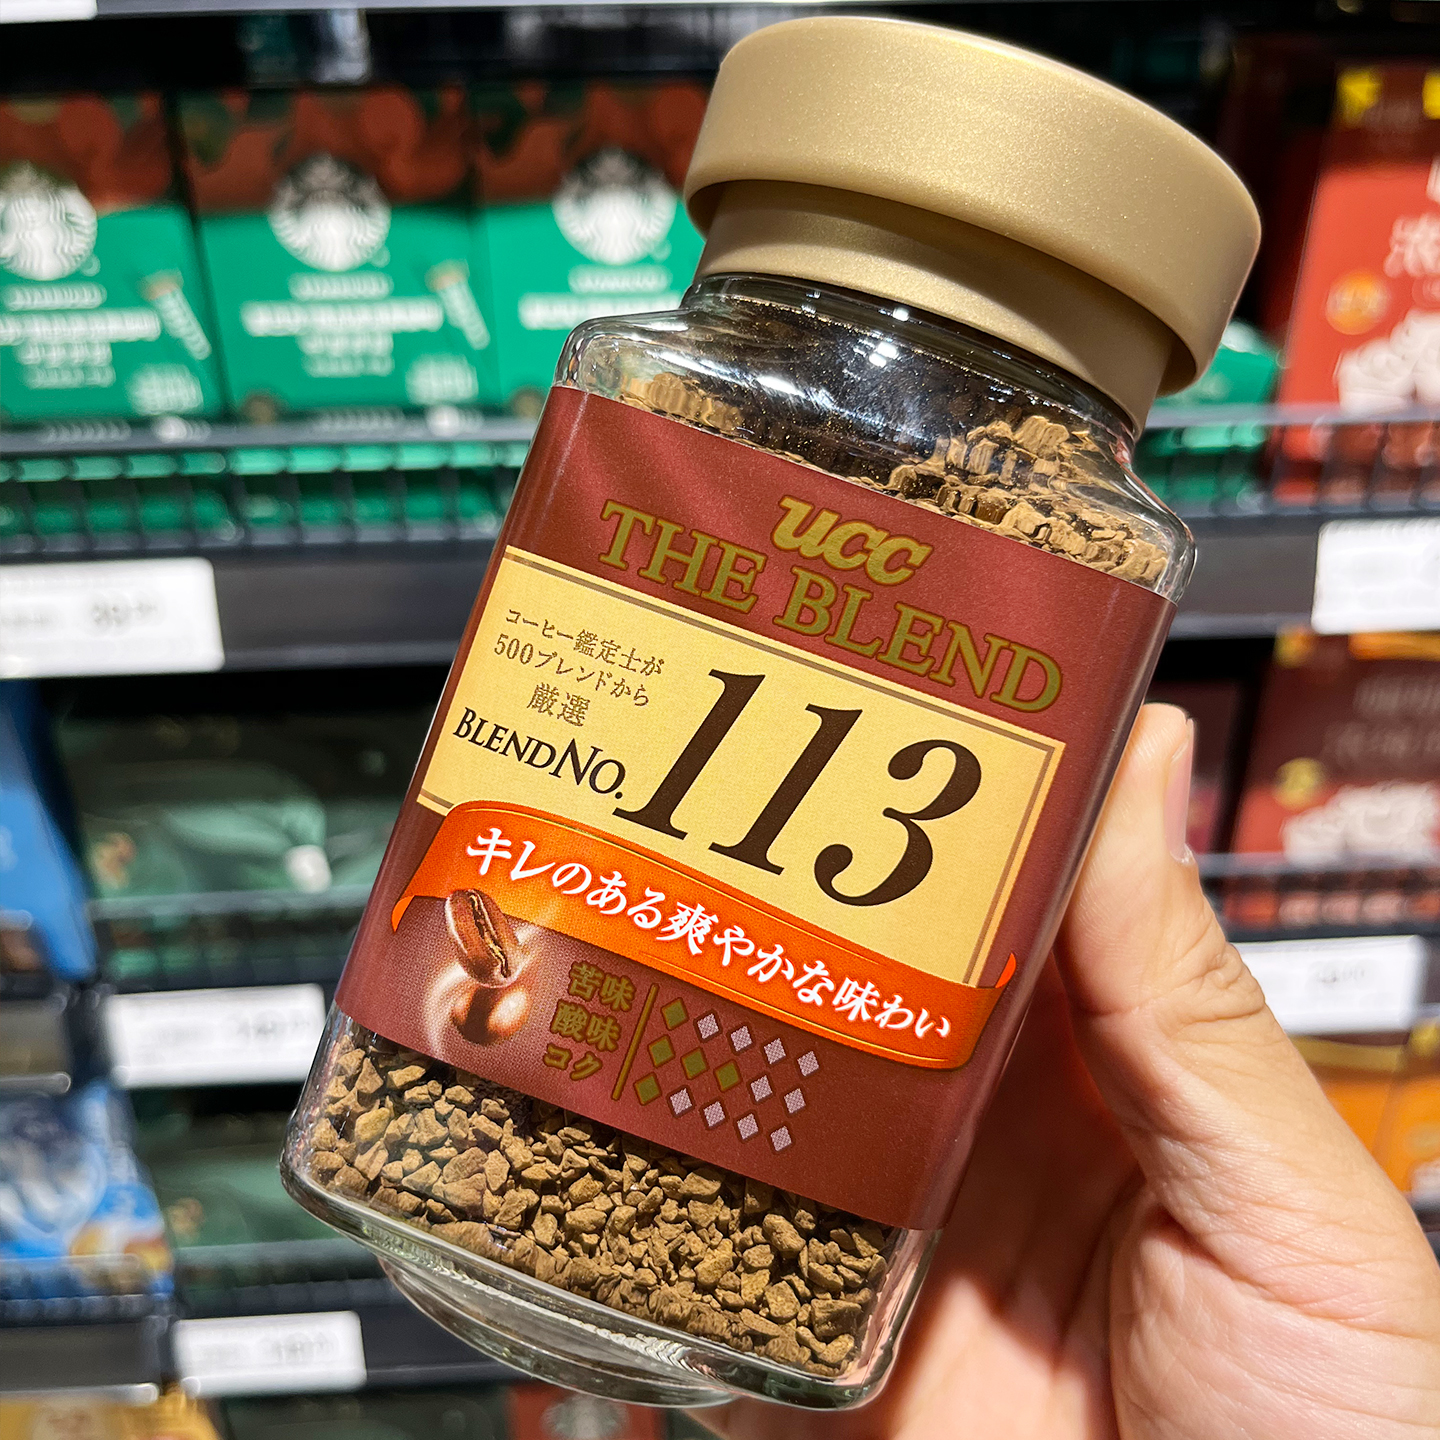 UCC
THE BLEND
コーヒー鑑定士が
500ブレンドから
厳選
BLEND NO. 113
キレのある爽やかな味わい
苦味
酸味
コク